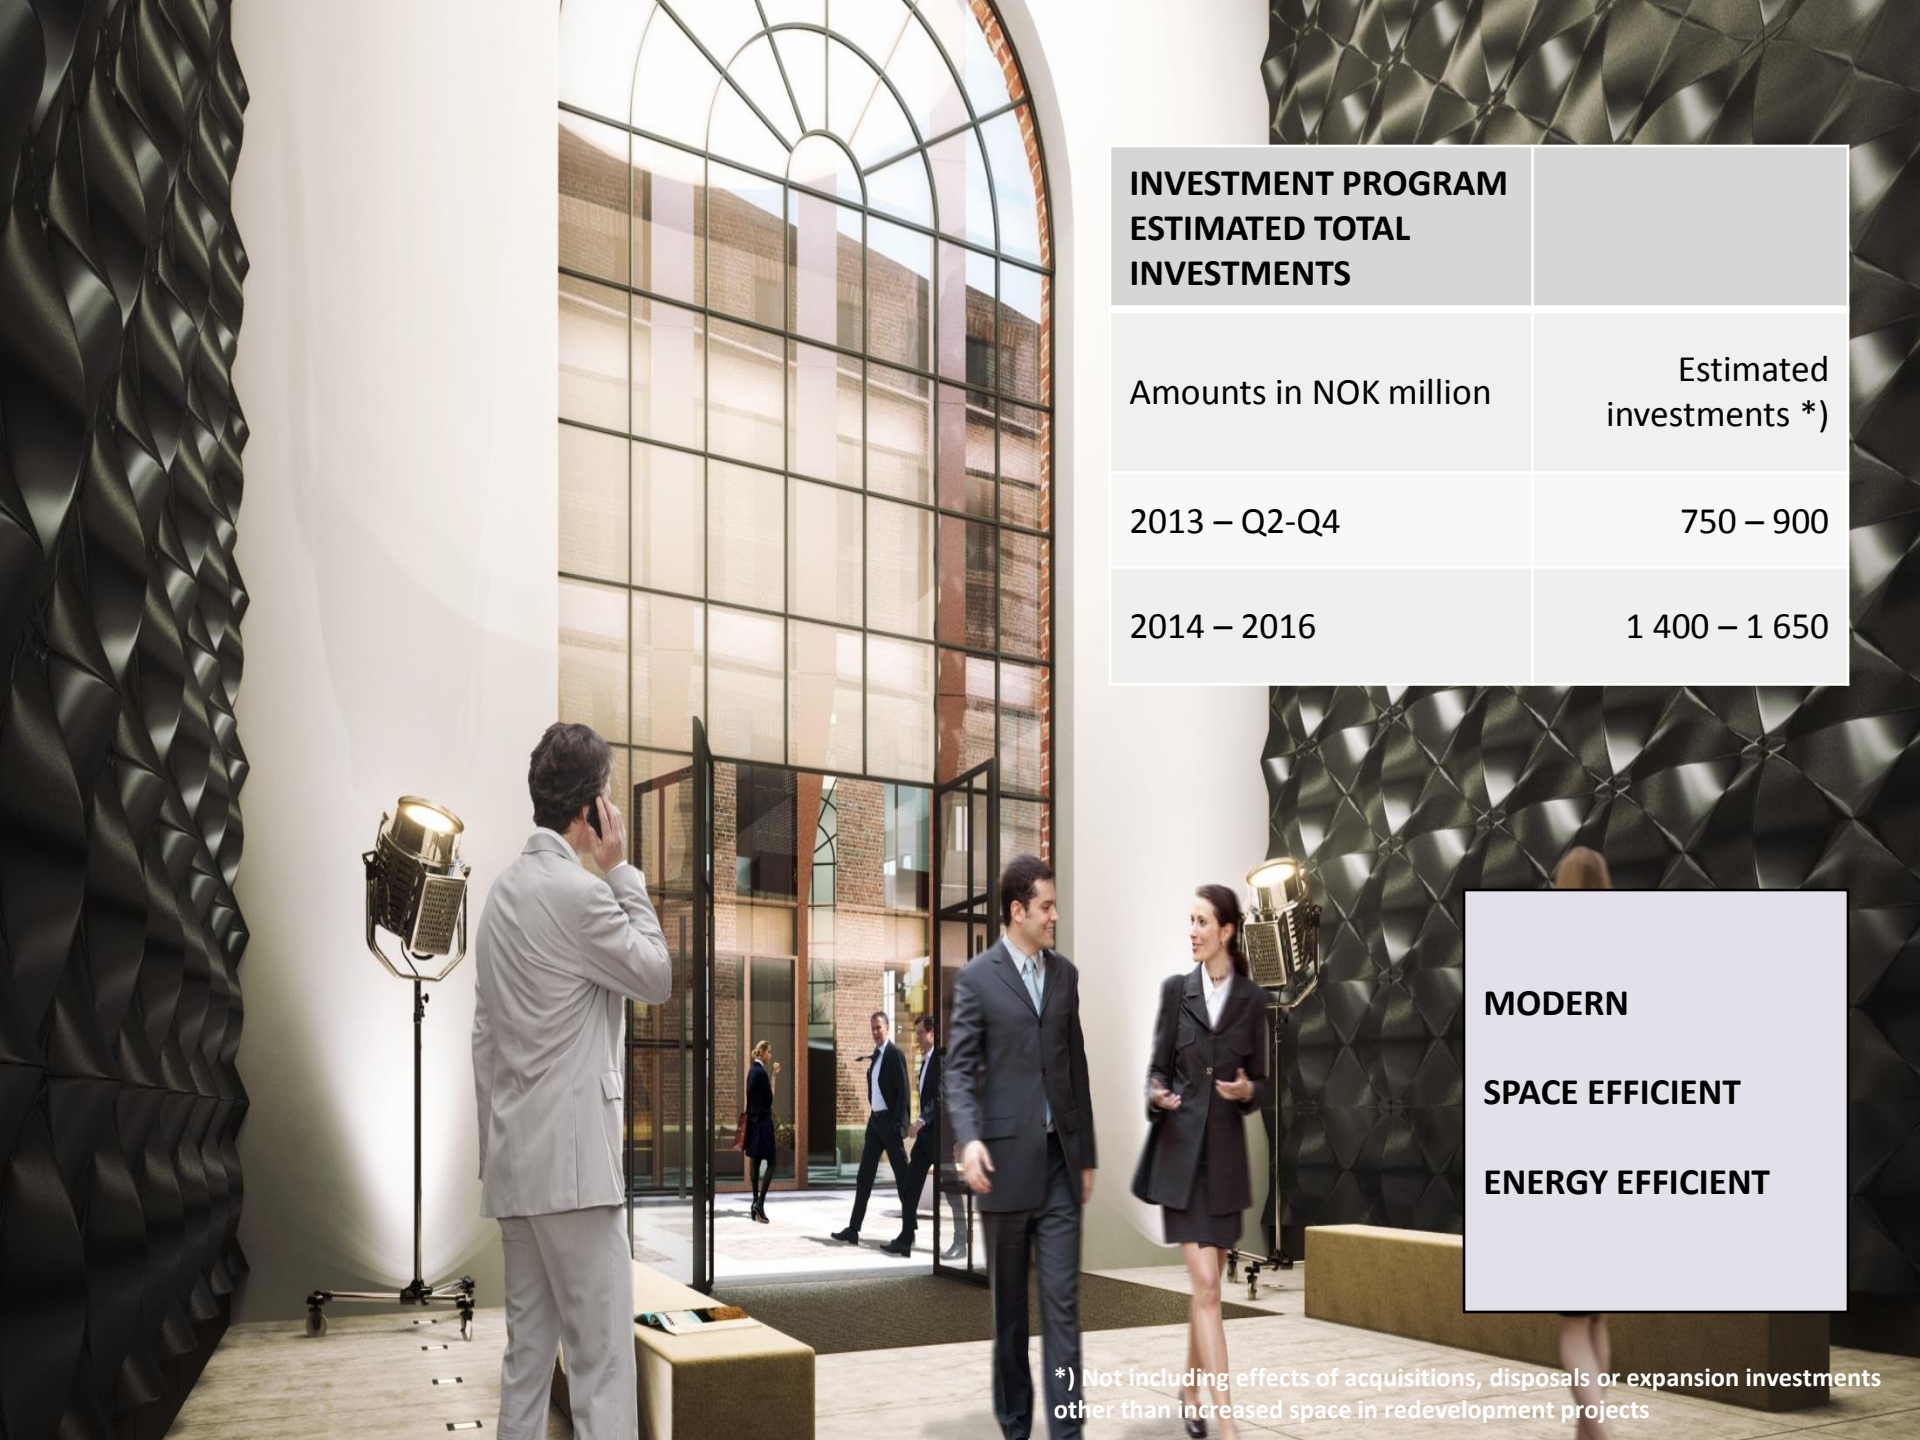 INVESTMENT PROGRAM
ESTIMATED TOTAL
INVESTMENTS
Amounts in NOK million
Estimated
investments *)
2013 – Q2-Q4
750 – 900
2014 – 2016
1 400 – 1 650
MODERN
SPACE EFFICIENT
ENERGY EFFICIENT
*) Not including effects of acquisitions, disposals or expansion investments
other than increased space in redevelopment projects